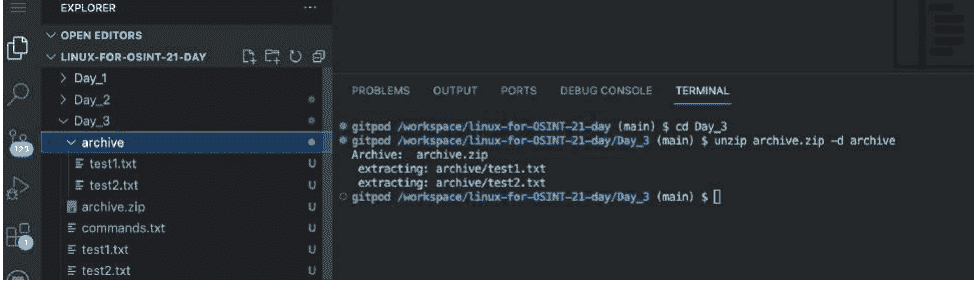 EXPLORER
OPEN EDITORS
LINUX-FOR-OSINT-21-DAY
Day_1
Day_2
Day_3
archive
test1.txt U
test2.txt U
archive.zip U
commands.txt U
test1.txt U
test2.txt U
123
1
PROBLEMS OUTPUT PORTS DEBUG CONSOLE TERMINAL
gitpod /workspace/linux-for-OSINT-21-day (main) $ cd Day_3
gitpod /workspace/linux-for-OSINT-21-day/Day_3 (main) $ unzip archive.zip -d archive
Archive: archive.zip
extracting: archive/test1.txt
extracting: archive/test2.txt
gitpod /workspace/linux-for-OSINT-21-day/Day_3 (main) $